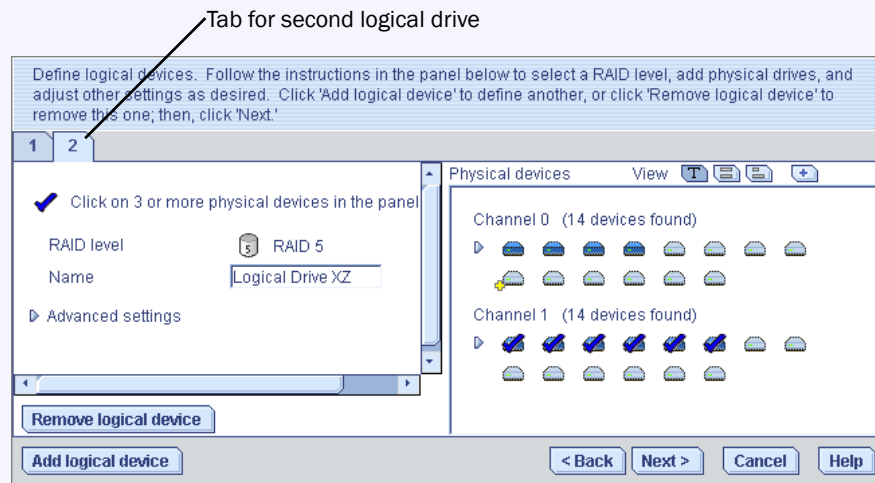 Tab for second logical drive
Define logical devices. Follow the instructions in the panel below to select a RAID level, add physical drives, and
adjust other settings as desired. Click 'Add logical device' to define another, or click 'Remove logical device' to
remove this one; then, click 'Next.'
1 2
Click on 3 or more physical devices in the panel
RAID level 5 RAID 5
Name Logical Drive XZ
Advanced settings
Remove logical device
Physical devices View T
Channel 0 (14 devices found)
Channel 1 (14 devices found)
Add logical device < Back Next > Cancel Help